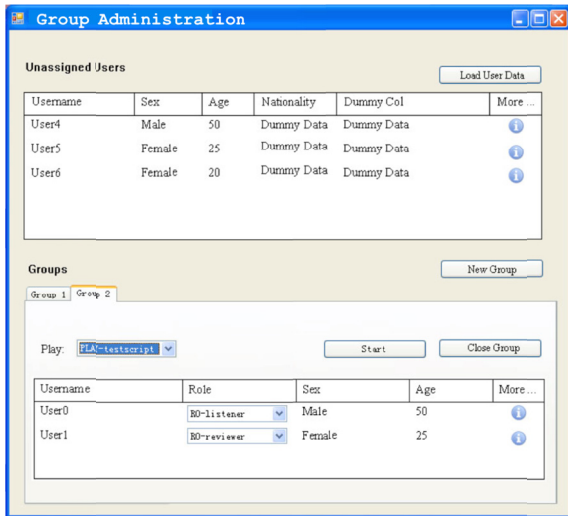 Group Administration
Unassigned Users
Load User Data
Username Sex Age Nationality Dummy Col More ...
User4 Male 50 Dummy Data Dummy Data
User5 Female 25 Dummy Data Dummy Data
User6 Female 20 Dummy Data Dummy Data
Groups
New Group
Group 1 Group 2
Play: PLAY-testscript Start Close Group
Username Role Sex Age More...
User0 RO-listener Male 50
User1 RO-reviewer Female 25